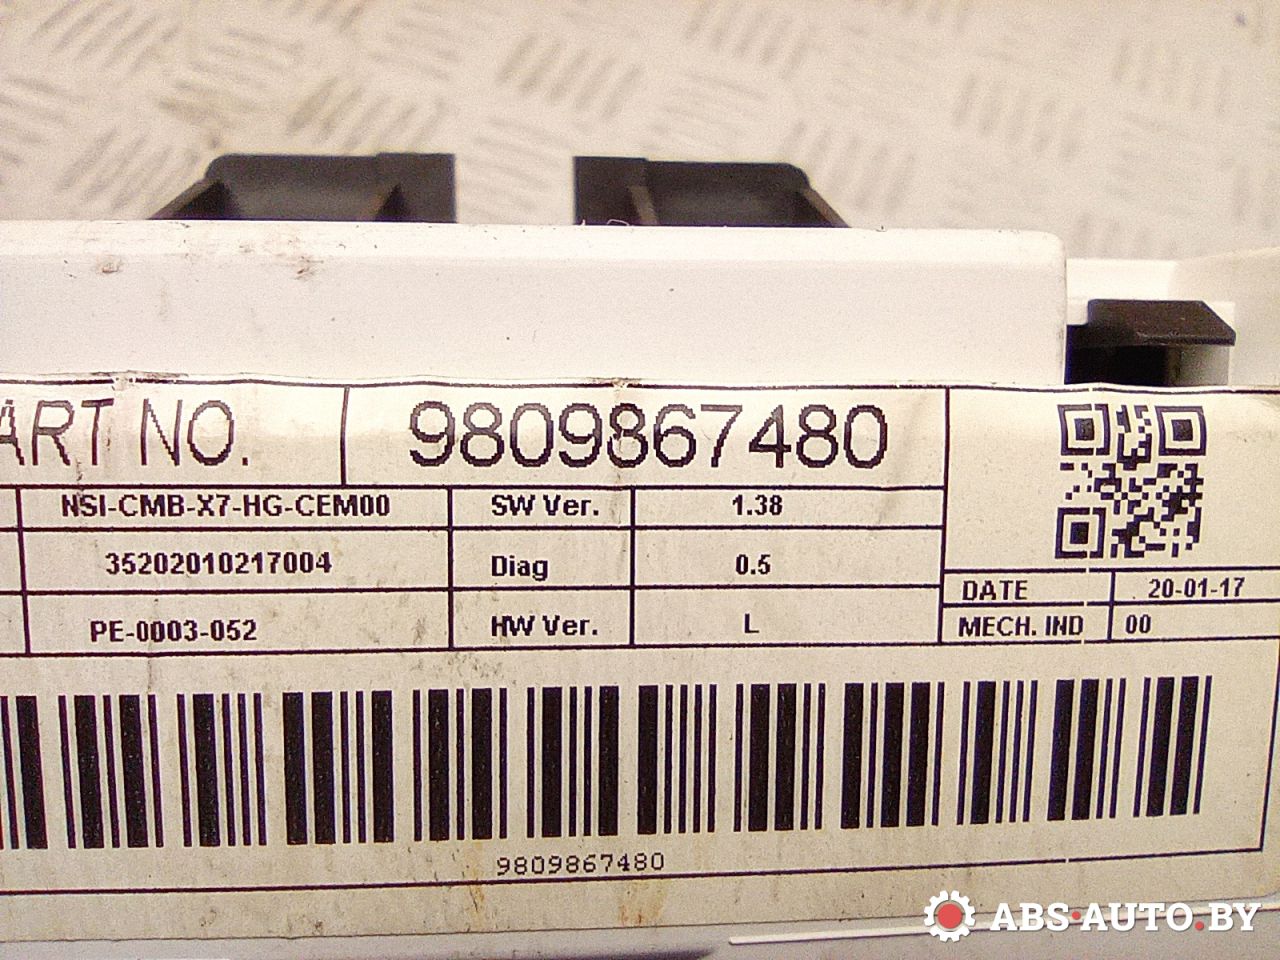 ART NO. 9809867480
NSI-CMB-X7-HG-CEM00 SW Ver. 1.38
35202010217004 Diag 0.5
DATE 20-01-17
PE-0003-052 HW Ver. L
MECH. IND 00
9809867480
ABS-AUTO.BY